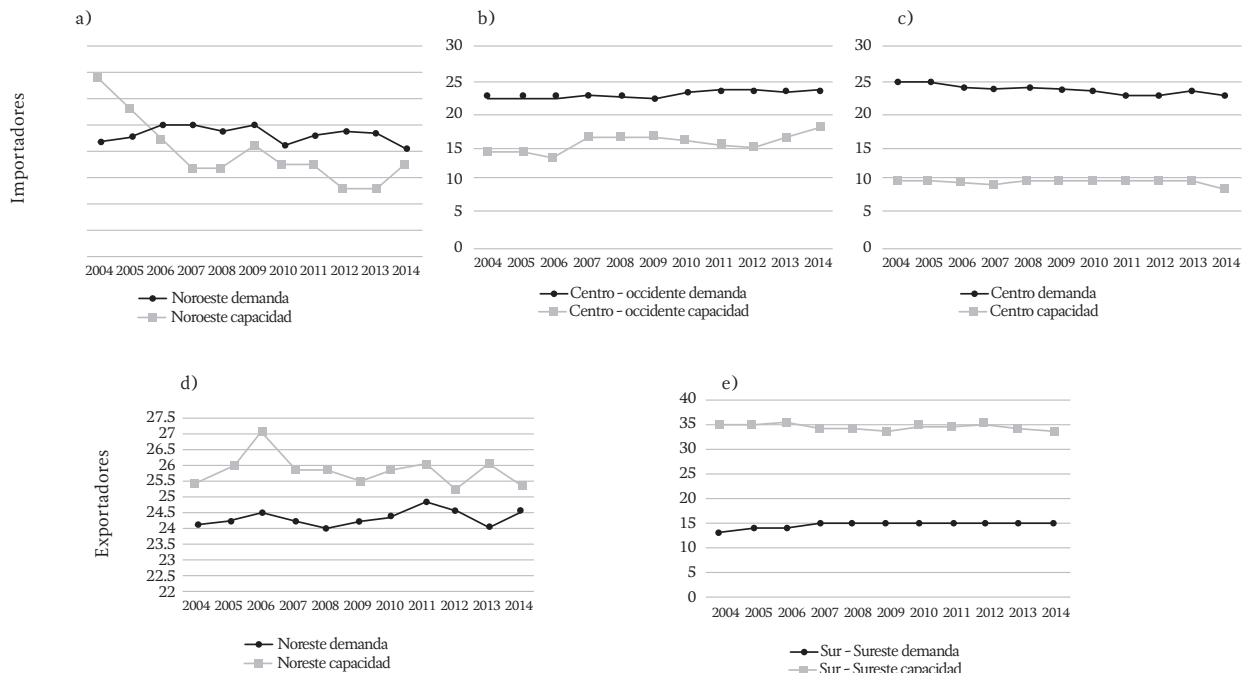 a)
b)
c)
Importadores
2004 2005 2006 2007 2008 2009 2010 2011 2012 2013 2014
Noroeste demanda
Noroeste capacidad
30
25
20
15
10
5
0
2004 2005 2006 2007 2008 2009 2010 2011 2012 2013 2014
Centro - occidente demanda
Centro - occidente capacidad
30
25
20
15
10
5
0
2004 2005 2006 2007 2008 2009 2010 2011 2012 2013 2014
Centro demanda
Centro capacidad
d)
e)
Exportadores
27.5
27
26.5
26
25.5
25
24.5
24
23.5
23
22.5
22
2004 2005 2006 2007 2008 2009 2010 2011 2012 2013 2014
Noreste demanda
Noreste capacidad
40
35
30
25
20
15
10
5
0
2004 2005 2006 2007 2008 2009 2010 2011 2012 2013 2014
Sur - Sureste demanda
Sur - Sureste capacidad